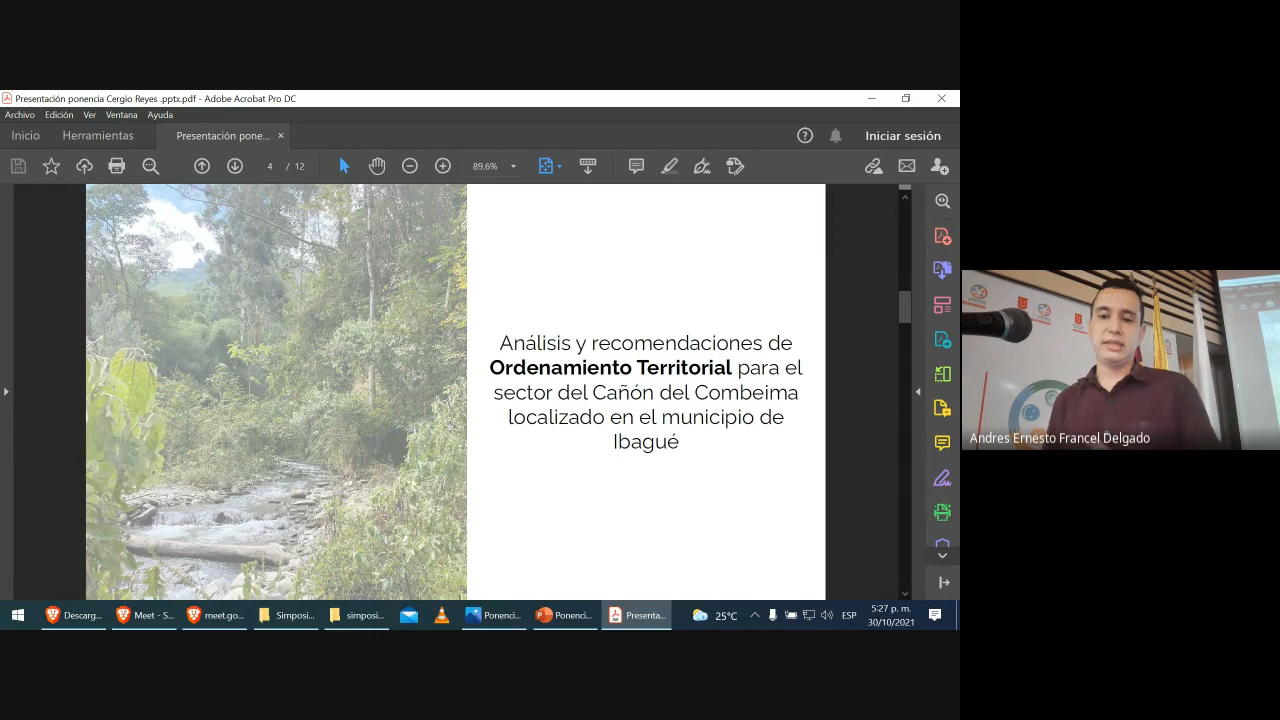 Presentación ponencia Cergio Reyes .pptx.pdf - Adobe Acrobat Pro DC
Archivo Edición Ver Ventana Ayuda
Inicio Herramientas Presentación pone... × Iniciar sesión
4 / 12 89,6%
Análisis y recomendaciones de
Ordenamiento Territorial para el
sector del Cañón del Combeima
localizado en el municipio de
Ibagué
Andres Ernesto Francel Delgado
Descarg... Meet - S... meet.go... Simposi... simposi... Ponenci... Ponenci... Presenta... 25°C ESP 5:27 p. m.
30/10/2021